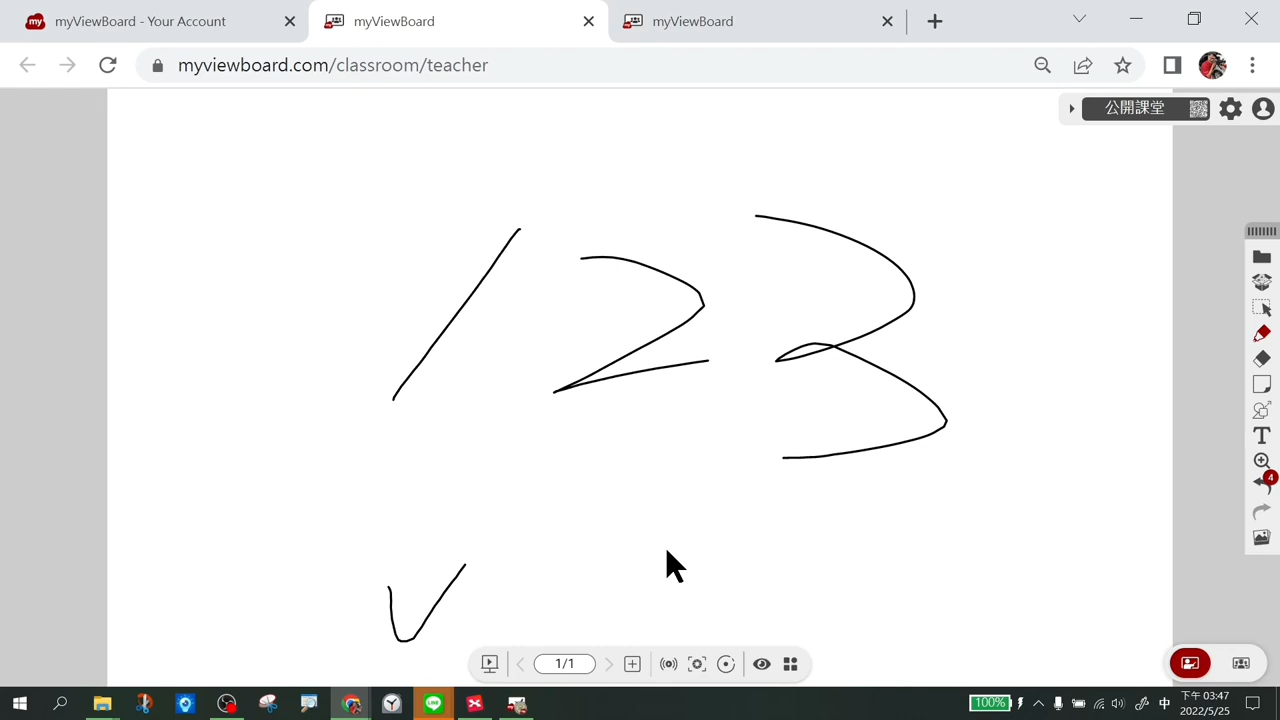 myViewBoard - Your Account
myViewBoard
myViewBoard
myviewboard.com/classroom/teacher
公開課堂
123
4
1/1
100%
中
下午 03:47
2022/5/25